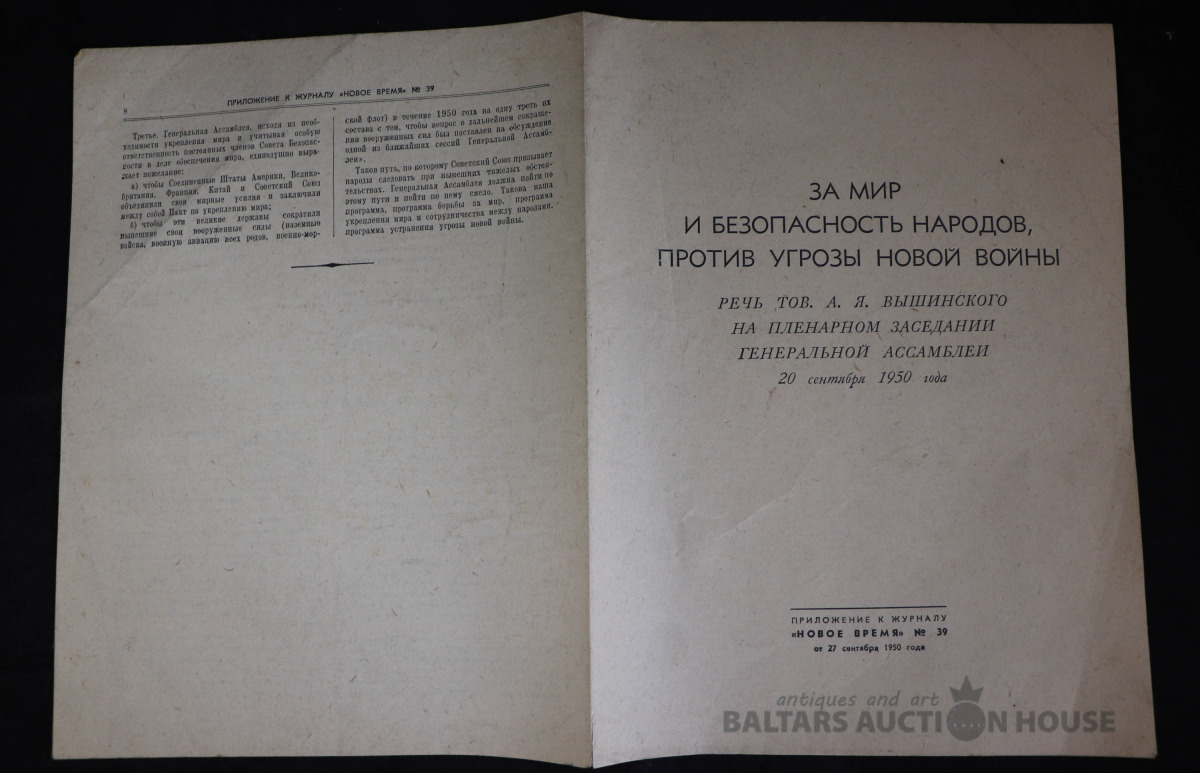 8
ПРИЛОЖЕНИЕ К ЖУРНАЛУ «НОВОЕ ВРЕМЯ» № 39
Третье. Генеральная Ассамблея, исходя из необ-
ходимости укрепления мира и учитывая особую
ответственность постоянных членов Совета Безопас-
ности в деле обеспечения мира, единодушно выра-
жает пожелание:
а) чтобы Соединенные Штаты Америки, Велико-
британия, Франция, Китай и Советский Союз
объединили свои мирные усилия и заключили
между собой Пакт по укреплению мира;
б) чтобы эти великие державы сократили
нынешние свои вооруженные силы (наземные
войска, военную авиацию всех родов, военно-мор-
ской флот) в течение 1950 года на одну треть их
состава с тем, чтобы вопрос о дальнейшем сокраще-
нии вооруженных сил был поставлен на обсуждение
одной из ближайших сессий Генеральной Ассамб-
леи».
Таков путь, по которому Советский Союз призывает
народы следовать при нынешних тяжелых обстоя-
тельствах. Генеральная Ассамблея должна пойти по
этому пути и пойти по нему смело. Такова наша
программа, программа борьбы за мир, программа
укрепления мира и сотрудничества между народами,
программа устранения угрозы новой войны.
ЗА МИР
И БЕЗОПАСНОСТЬ НАРОДОВ,
ПРОТИВ УГРОЗЫ НОВОЙ ВОЙНЫ
РЕЧЬ ТОВ. А. Я. ВЫШИНСКОГО
НА ПЛЕНАРНОМ ЗАСЕДАНИИ
ГЕНЕРАЛЬНОЙ АССАМБЛЕИ
20 сентября 1950 года
ПРИЛОЖЕНИЕ К ЖУРНАЛУ
«НОВОЕ ВРЕМЯ» № 39
от 27 сентября 1950 года
antiques and art
BALTARS AUCTION HOUSE